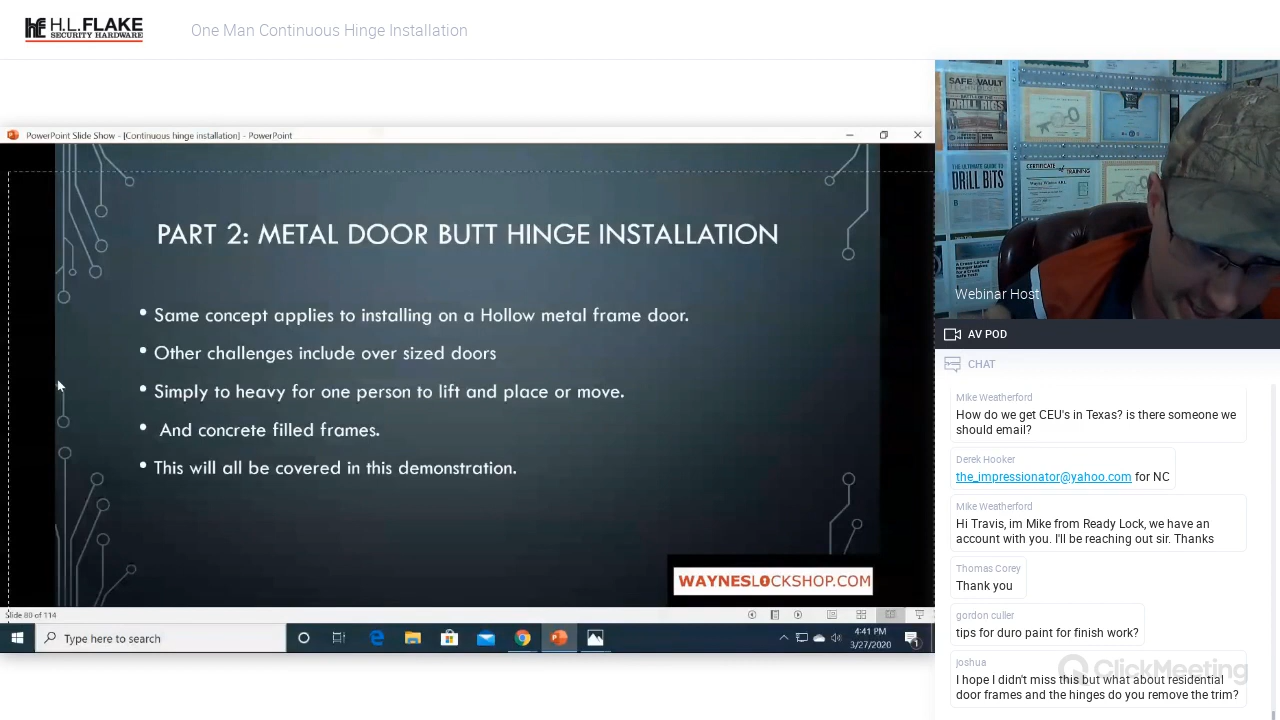 H.L.FLAKE
SECURITY HARDWARE
One Man Continuous Hinge Installation
PowerPoint Slide Show - [Continuous hinge installation] - PowerPoint
PART 2: METAL DOOR BUTT HINGE INSTALLATION
• Same concept applies to installing on a Hollow metal frame door.
• Other challenges include over sized doors
• Simply to heavy for one person to lift and place or move.
• And concrete filled frames.
• This will all be covered in this demonstration.
WAYNESLOCKSHOP.COM
Slide 80 of 114
Type here to search
4:41 PM
3/27/2020
1
SAFE VAULT
DRILL RIGS
THE ULTIMATE GUIDE TO
DRILL BITS
CERTIFICATE
TRAINING
Webinar Host
AV POD
CHAT
Mike Weatherford
How do we get CEU's in Texas? is there someone we
should email?
Derek Hooker
the_impressionator@yahoo.com for NC
Mike Weatherford
Hi Travis, im Mike from Ready Lock, we have an
account with you. I'll be reaching out sir. Thanks
Thomas Corey
Thank you
gordon culler
tips for duro paint for finish work?
joshua
I hope I didn't miss this but what about residential
door frames and the hinges do you remove the trim?
ClickMeeting